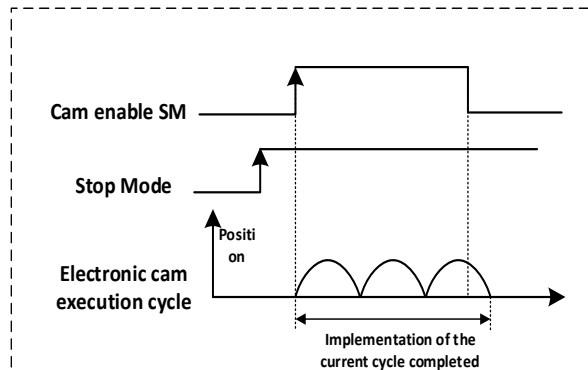 Cam enable SM
Stop Mode
Positi
on
Electronic cam
execution cycle
Implementation of the
current cycle completed